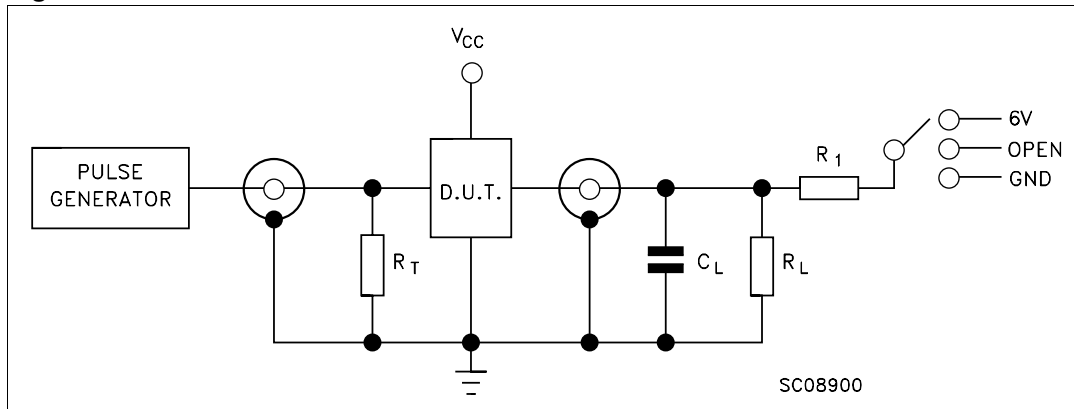 VCC
PULSE
GENERATOR
D.U.T.
RT
CL
RL
R1
6V
OPEN
GND
SC08900